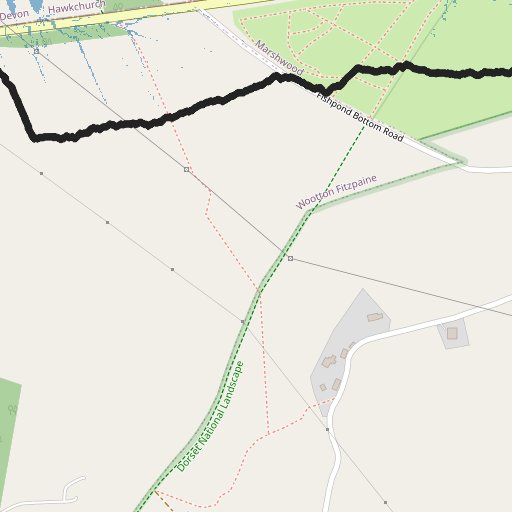 Devon
Hawkchurch
Marshwood
Fishpond Bottom Road
Wootton Fitzpaine
Dorset National Landscape